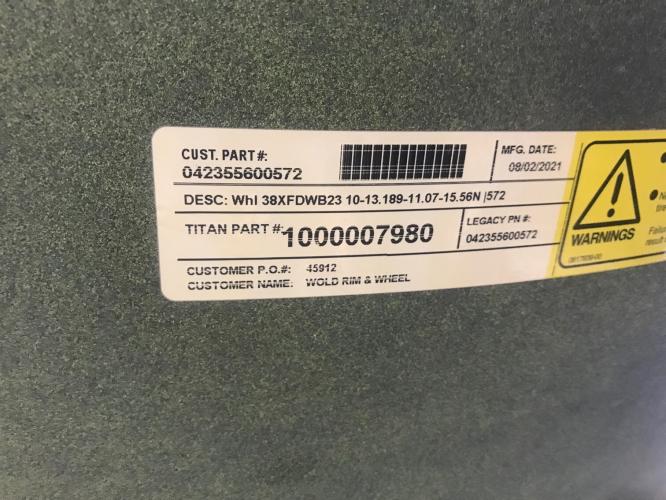 CUST. PART #:
042355600572
MFG. DATE:
08/02/2021
DESC: Whl 38XFDWB23 10-13.189-11.07-15.56N |572
TITAN PART #: 1000007980
LEGACY PN #:
042355600572
CUSTOMER P.O.#: 45912
CUSTOMER NAME: WOLD RIM & WHEEL
WARNINGS